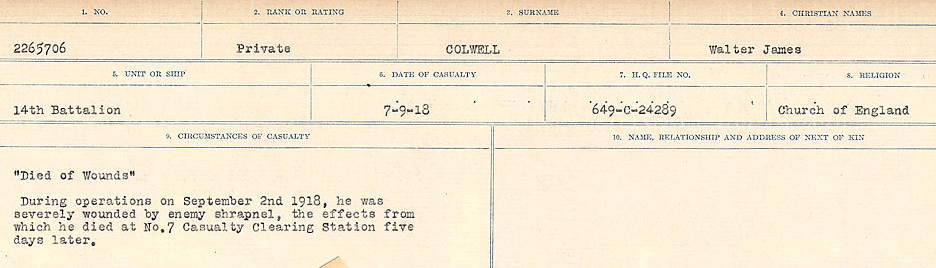 1. NO. 2. RANK OR RATING 3. SURNAME 4. CHRISTIAN NAMES
2265706 Private COLWELL Walter James
5. UNIT OR SHIP 6. DATE OF CASUALTY 7. H.Q. FILE NO. 8. RELIGION
14th Battalion 7-9-18 649-C-24289 Church of England
9. CIRCUMSTANCES OF CASUALTY 10. NAME, RELATIONSHIP AND ADDRESS OF NEXT OF KIN
"Died of Wounds"
During operations on September 2nd 1918, he was
severely wounded by enemy shrapnel, the effects from
which he died at No.7 Casualty Clearing Station five
days later.